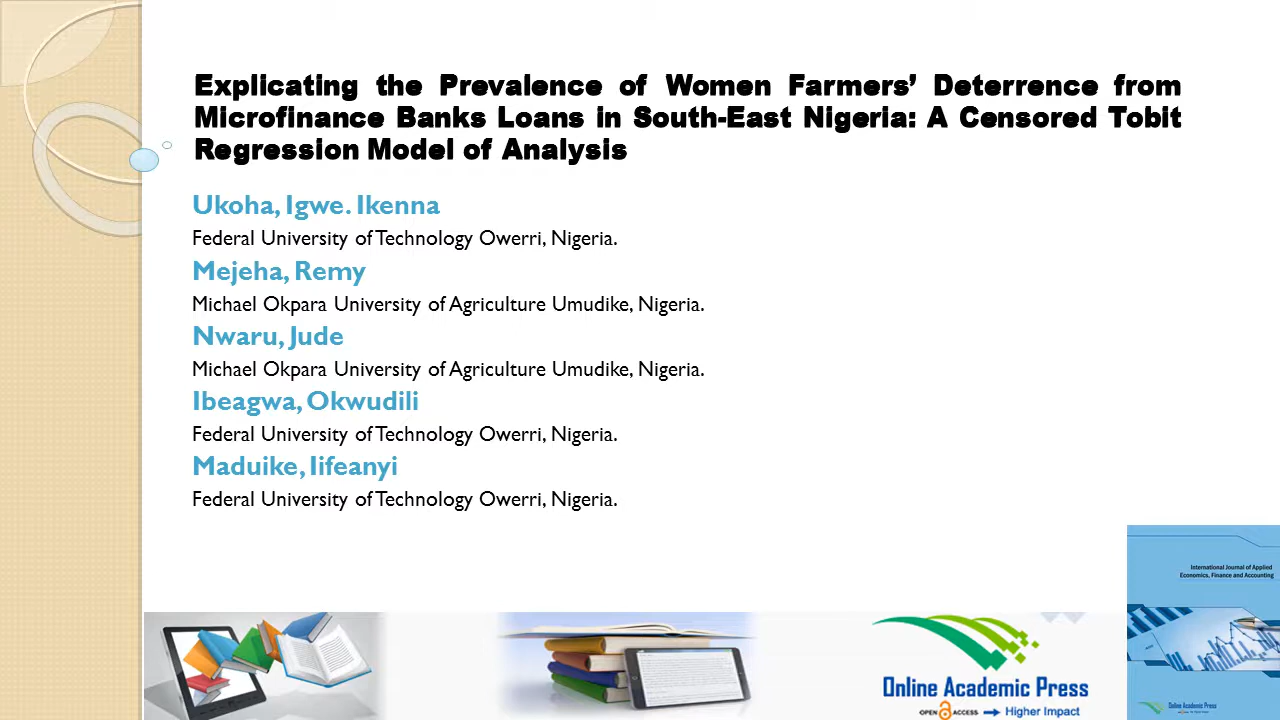 Explicating the Prevalence of Women Farmers’ Deterrence from
Microfinance Banks Loans in South-East Nigeria: A Censored Tobit
Regression Model of Analysis
Ukoha, Igwe. Ikenna
Federal University of Technology Owerri, Nigeria.
Mejeha, Remy
Michael Okpara University of Agriculture Umudike, Nigeria.
Nwaru, Jude
Michael Okpara University of Agriculture Umudike, Nigeria.
Ibeagwa, Okwudili
Federal University of Technology Owerri, Nigeria.
Maduike, Iifeanyi
Federal University of Technology Owerri, Nigeria.
International Journal of Applied
Economics, Finance and Accounting
Online Academic Press
OPEN ACCESS Higher Impact
Online Academic Press